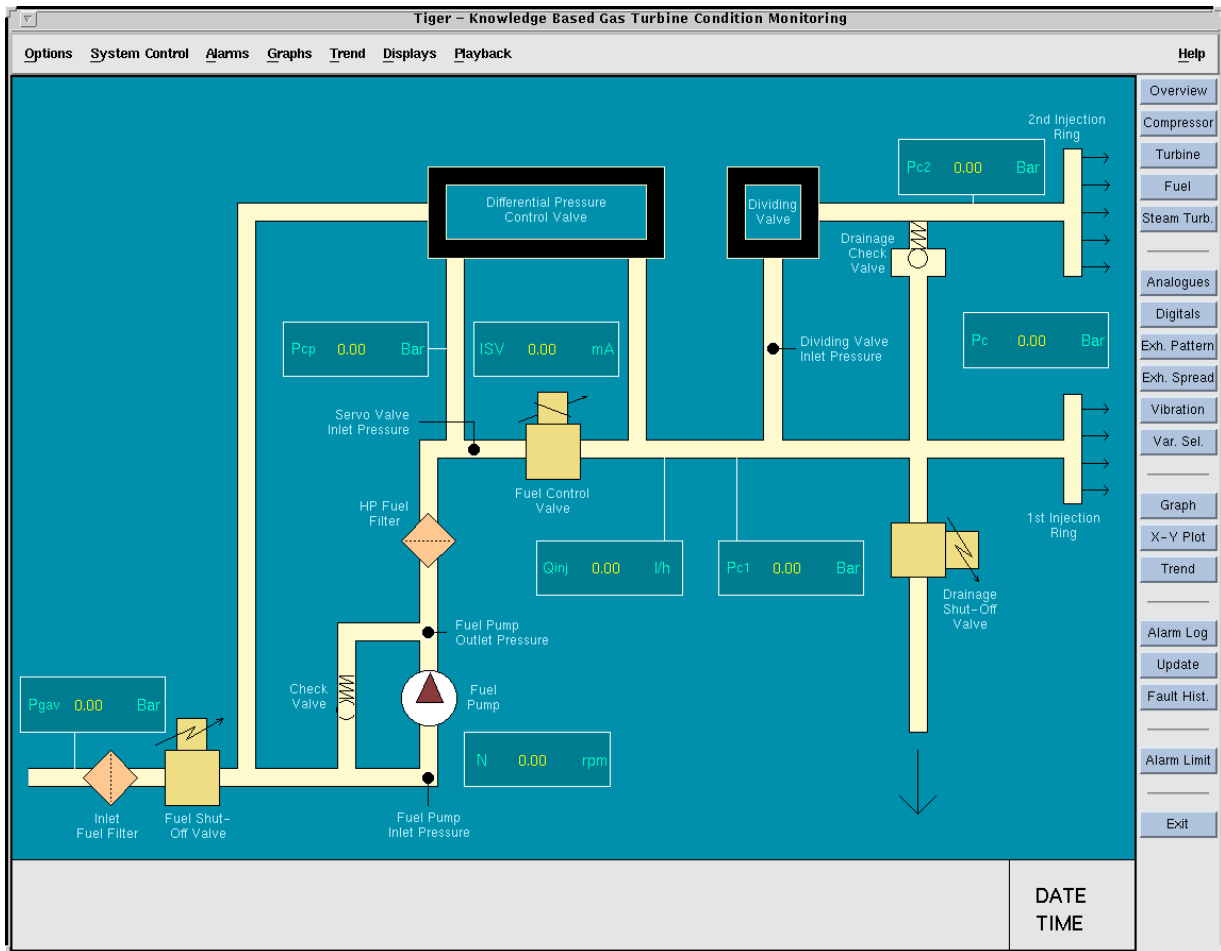 Tiger – Knowledge Based Gas Turbine Condition Monitoring
Options System Control Alarms Graphs Trend Displays Playback Help
Overview
Compressor
Turbine
Fuel
Steam Turb.
Analogues
Digitals
Exh. Pattern
Exh. Spread
Vibration
Var. Sel.
Graph
X-Y Plot
Trend
Alarm Log
Update
Fault Hist.
Alarm Limit
Exit
2nd Injection
Ring
Pc2 0.00 Bar
Differential Pressure
Control Valve
Dividing
Valve
Drainage
Check
Valve
Pcp 0.00 Bar
ISV 0.00 mA
Dividing Valve
Inlet Pressure
Pc 0.00 Bar
Servo Valve
Inlet Pressure
Fuel Control
Valve
HP Fuel
Filter
1st Injection
Ring
Qinj 0.00 l/h
Pc1 0.00 Bar
Drainage
Shut-Off
Valve
Fuel Pump
Outlet Pressure
Check
Valve
Fuel
Pump
Pgav 0.00 Bar
N 0.00 rpm
Inlet
Fuel Filter
Fuel Shut-
Off Valve
Fuel Pump
Inlet Pressure
DATE
TIME